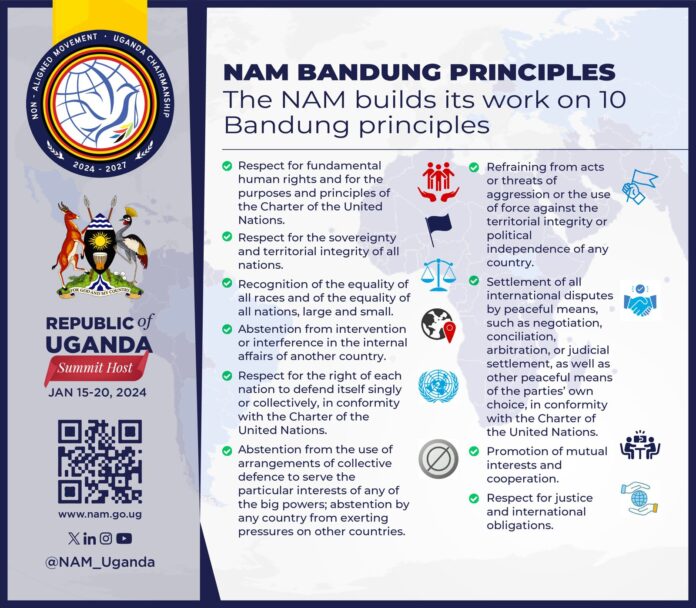 NON - ALIGNED MOVEMENT · UGANDA CHAIRMANSHIP
2024 - 2027
FOR GOD AND MY COUNTRY
REPUBLIC of
UGANDA
Summit Host
JAN 15-20, 2024
www.nam.go.ug
@NAM_Uganda
NAM BANDUNG PRINCIPLES
The NAM builds its work on 10
Bandung principles
Respect for fundamental
human rights and for the
purposes and principles of
the Charter of the United
Nations.
Respect for the sovereignty
and territorial integrity of all
nations.
Recognition of the equality of
all races and of the equality of
all nations, large and small.
Abstention from intervention
or interference in the internal
affairs of another country.
Respect for the right of each
nation to defend itself singly
or collectively, in conformity
with the Charter of the
United Nations.
Abstention from the use of
arrangements of collective
defence to serve the
particular interests of any of
the big powers; abstention by
any country from exerting
pressures on other countries.
Refraining from acts
or threats of
aggression or the use
of force against the
territorial integrity or
political
independence of any
country.
Settlement of all
international disputes
by peaceful means,
such as negotiation,
conciliation,
arbitration, or judicial
settlement, as well as
other peaceful means
of the parties' own
choice, in conformity
with the Charter of
the United Nations.
Promotion of mutual
interests and
cooperation.
Respect for justice
and international
obligations.